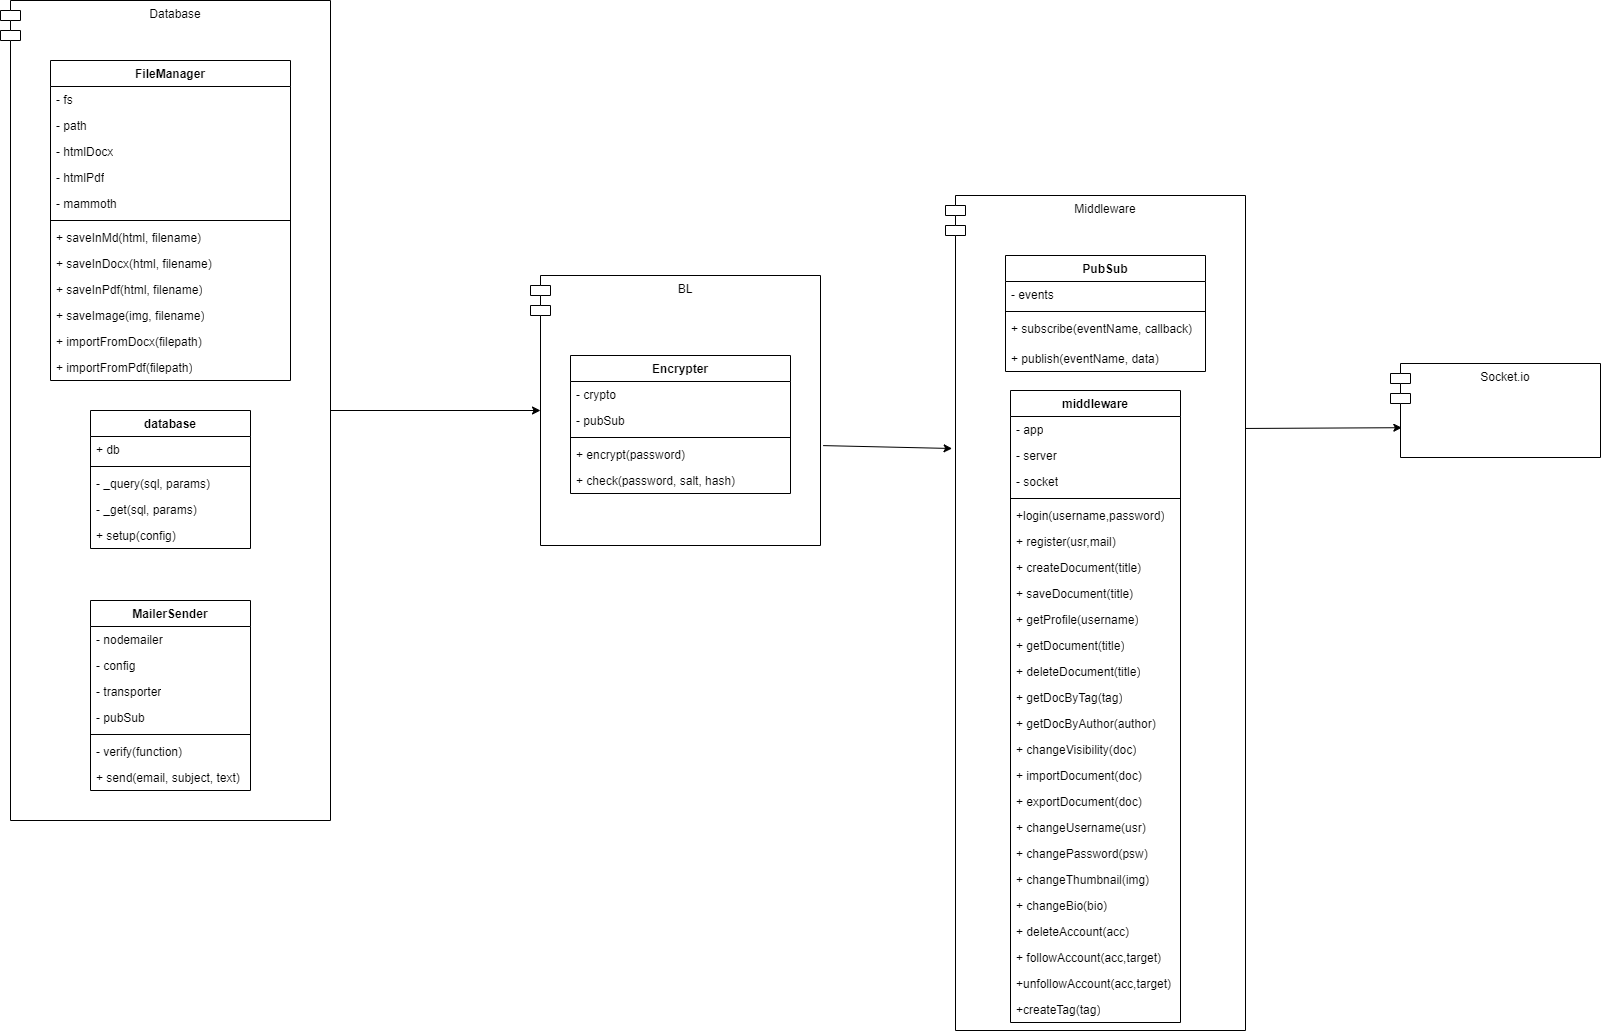 Database
FileManager
- fs
- path
- htmlDocx
- htmlPdf
- mammoth
+ saveInMd(html, filename)
+ saveInDocx(html, filename)
+ saveInPdf(html, filename)
+ saveImage(img, filename)
+ importFromDocx(filepath)
+ importFromPdf(filepath)
database
+ db
- _query(sql, params)
- _get(sql, params)
+ setup(config)
MailerSender
- nodemailer
- config
- transporter
- pubSub
- verify(function)
+ send(email, subject, text)
BL
Encrypter
- crypto
- pubSub
+ encrypt(password)
+ check(password, salt, hash)
Middleware
PubSub
- events
+ subscribe(eventName, callback)
+ publish(eventName, data)
middleware
- app
- server
- socket
+login(username,password)
+ register(usr,mail)
+ createDocument(title)
+ saveDocument(title)
+ getProfile(username)
+ getDocument(title)
+ deleteDocument(title)
+ getDocByTag(tag)
+ getDocByAuthor(author)
+ changeVisibility(doc)
+ importDocument(doc)
+ exportDocument(doc)
+ changeUsername(usr)
+ changePassword(psw)
+ changeThumbnail(img)
+ changeBio(bio)
+ deleteAccount(acc)
+ followAccount(acc,target)
+unfollowAccount(acc,target)
+createTag(tag)
Socket.io